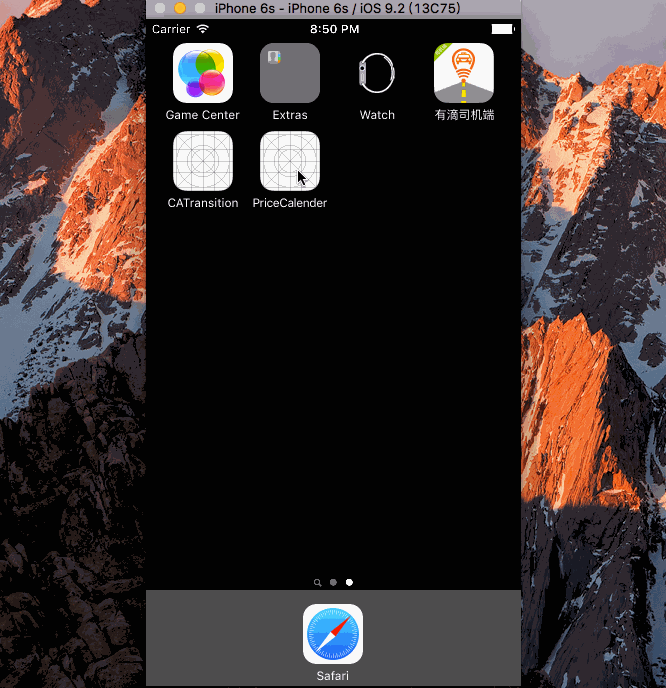 iPhone 6s - iPhone 6s / iOS 9.2 (13C75)
Carrier 8:50 PM
Game Center Extras Watch 有滴司机端
CATransition PriceCalender
Safari